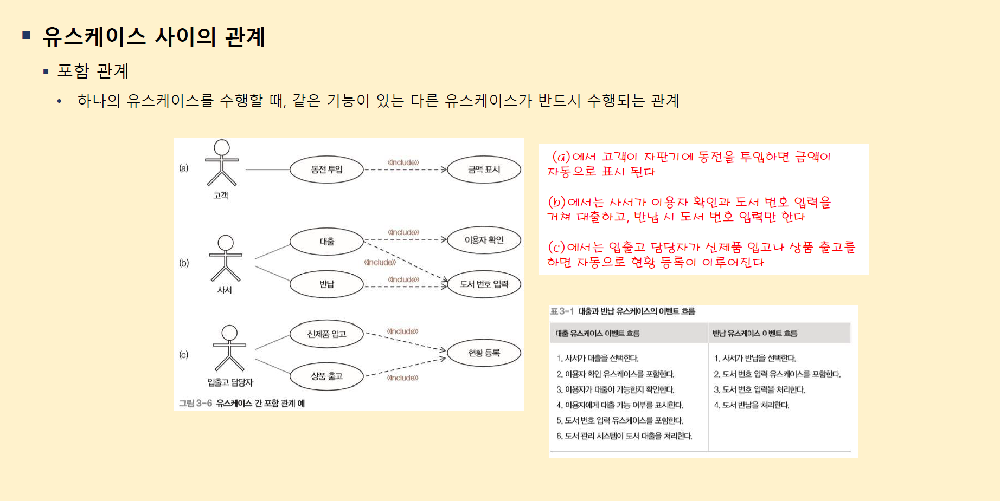 유스케이스 사이의 관계
포함 관계
하나의 유스케이스를 수행할 때, 같은 기능이 있는 다른 유스케이스가 반드시 수행되는 관계
(a)
고객
동전 투입
《Include》
금액 표시
(b)
사서
대출
《Include》
이용자 확인
《Include》
반납
《Include》
도서 번호 입력
(c)
입출고 담당자
신제품 입고
《Include》
현황 등록
상품 출고
《Include》
그림 3-6 유스케이스 간 포함 관계 예
(a)에서 고객이 자판기에 동전을 투입하면 금액이
자동으로 표시 된다
(b)에서는 사서가 이용자 확인과 도서 번호 입력을
거쳐 대출하고, 반납 시 도서 번호 입력만 한다
(c)에서는 입출고 담당자가 신제품 입고나 상품 출고를
하면 자동으로 현황 등록이 이루어진다
표 3-1 대출과 반납 유스케이스의 이벤트 흐름
대출 유스케이스 이벤트 흐름
1. 사서가 대출을 선택한다.
2. 이용자 확인 유스케이스를 포함한다.
3. 이용자가 대출이 가능한지 확인한다.
4. 이용자에게 대출 가능 여부를 표시한다.
5. 도서 번호 입력 유스케이스를 포함한다.
6. 도서 관리 시스템이 도서 대출을 처리한다.
반납 유스케이스 이벤트 흐름
1. 사서가 반납을 선택한다.
2. 도서 번호 입력 유스케이스를 포함한다.
3. 도서 번호 입력을 처리한다.
4. 도서 반납을 처리한다.